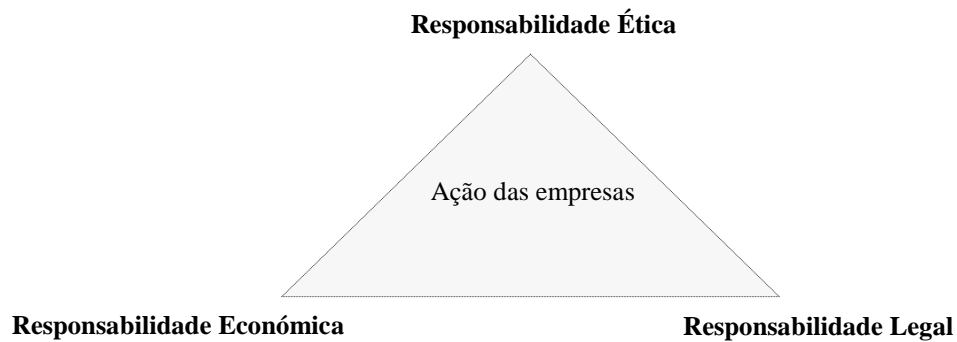 Responsabilidade Ética
Ação das empresas
Responsabilidade Económica
Responsabilidade Legal